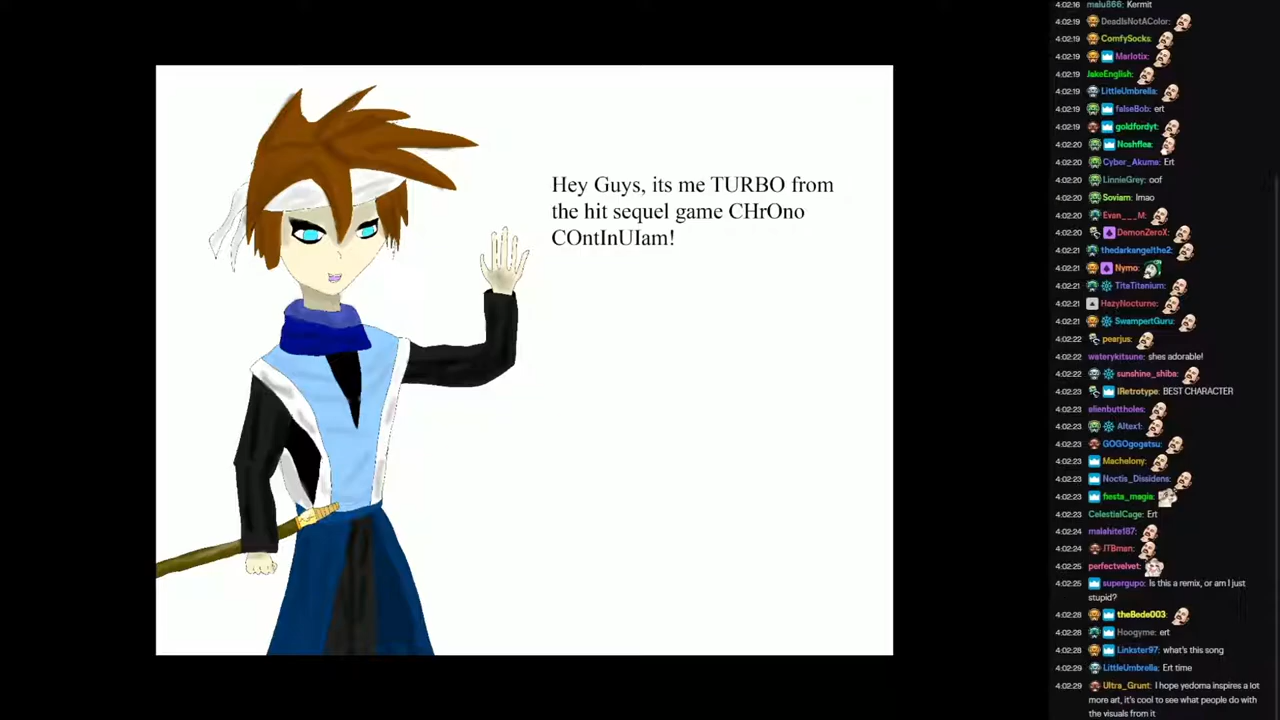 Hey Guys, its me TURBO from
the hit sequel game CHrOno
COntInUIam!
4:02:16 malu866: Kermit
4:02:19 DeadIsNotAColor:
4:02:19 ComfySocks:
4:02:19 Marlotix:
4:02:19 JakeEnglish:
4:02:19 LittleUmbrella:
4:02:19 falseBob: ert
4:02:19 goldfordyt:
4:02:20 Noshflea:
4:02:20 Cyber_Akuma: Ert
4:02:20 LinnieGrey: oof
4:02:20 Soviam: lmao
4:02:20 Evan___M:
4:02:20 DemonZeroX:
4:02:21 thedarkangelthe2:
4:02:21 Nymo:
4:02:21 TitaTitanium:
4:02:21 HazyNocturne:
4:02:21 SwampertGuru:
4:02:22 pearjus:
4:02:22 waterykitsune: shes adorable!
4:02:22 sunshine_shiba:
4:02:23 IRetrotype: BEST CHARACTER
4:02:23 alienbuttholes:
4:02:23 Altex1:
4:02:23 GOGOgogatsu:
4:02:23 Machelony:
4:02:23 Noctis_Dissidens:
4:02:23 fiesta_magia:
4:02:23 CelestialCage: Ert
4:02:24 malahite187:
4:02:24 JTBman:
4:02:25 perfectvelvet:
4:02:25 supergupo: Is this a remix, or am I just
stupid?
4:02:28 theBede003:
4:02:28 Hoogyme: ert
4:02:28 Linkster97: what's this song
4:02:29 LittleUmbrella: Ert time
4:02:29 Ultra_Grunt: I hope yedoma inspires a lot
more art, it's cool to see what people do with
the visuals from it